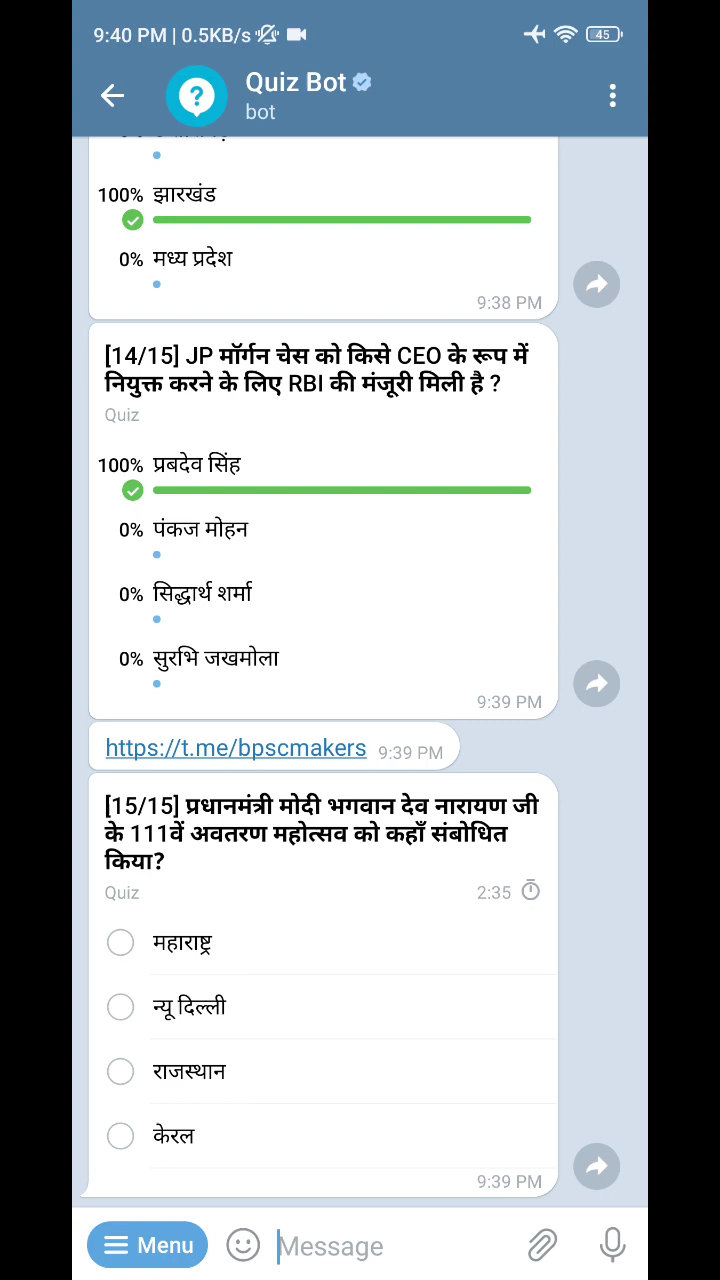 9:40 PM | 0.5KB/s
45
Quiz Bot
bot
100% झारखंड
0% मध्य प्रदेश
9:38 PM
[14/15] JP मॉर्गन चेस को किसे CEO के रूप में
नियुक्त करने के लिए RBI की मंजूरी मिली है ?
Quiz
100% प्रबदेव सिंह
0% पंकज मोहन
0% सिद्धार्थ शर्मा
0% सुरभि जखमोला
9:39 PM
https://t.me/bpscmakers 9:39 PM
[15/15] प्रधानमंत्री मोदी भगवान देव नारायण जी
के 111वें अवतरण महोत्सव को कहाँ संबोधित
किया?
Quiz 2:35
महाराष्ट्र
न्यू दिल्ली
राजस्थान
केरल
9:39 PM
Menu Message